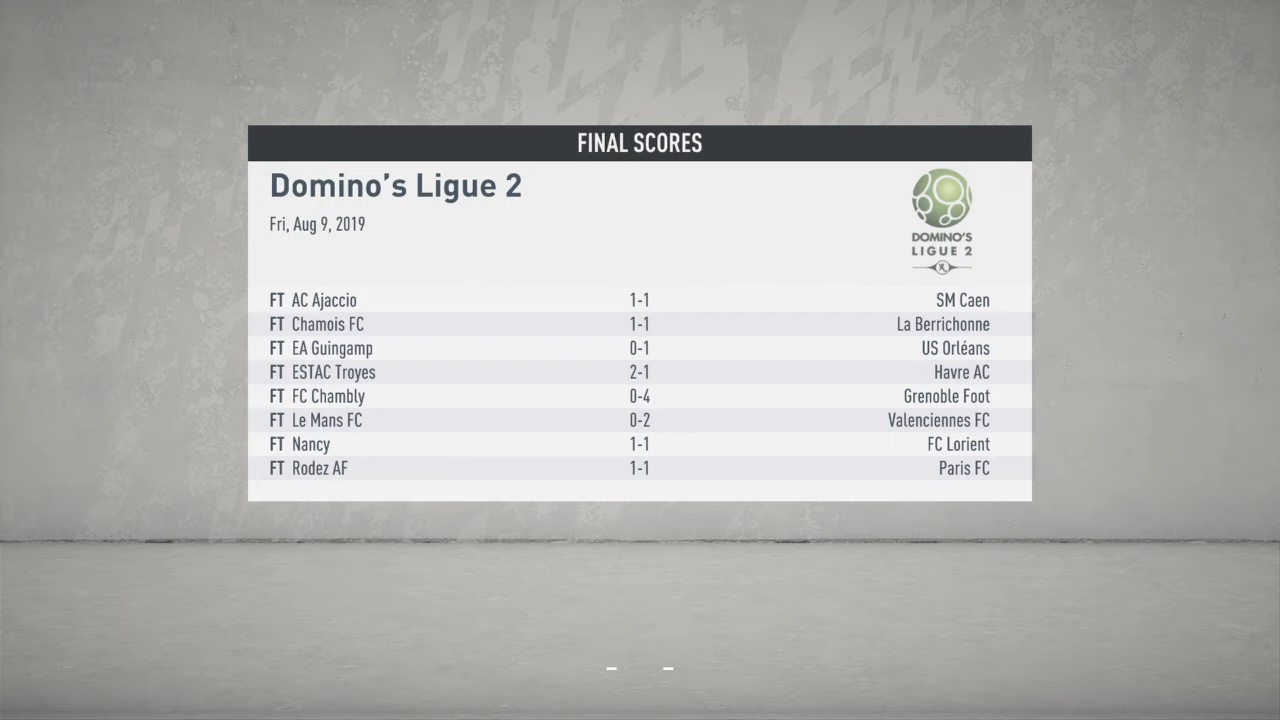 FINAL SCORES
Domino's Ligue 2
Fri, Aug 9, 2019
DOMINO'S
LIGUE 2
FT AC Ajaccio 1-1 SM Caen
FT Chamois FC 1-1 La Berrichonne
FT EA Guingamp 0-1 US Orléans
FT ESTAC Troyes 2-1 Havre AC
FT FC Chambly 0-4 Grenoble Foot
FT Le Mans FC 0-2 Valenciennes FC
FT Nancy 1-1 FC Lorient
FT Rodez AF 1-1 Paris FC